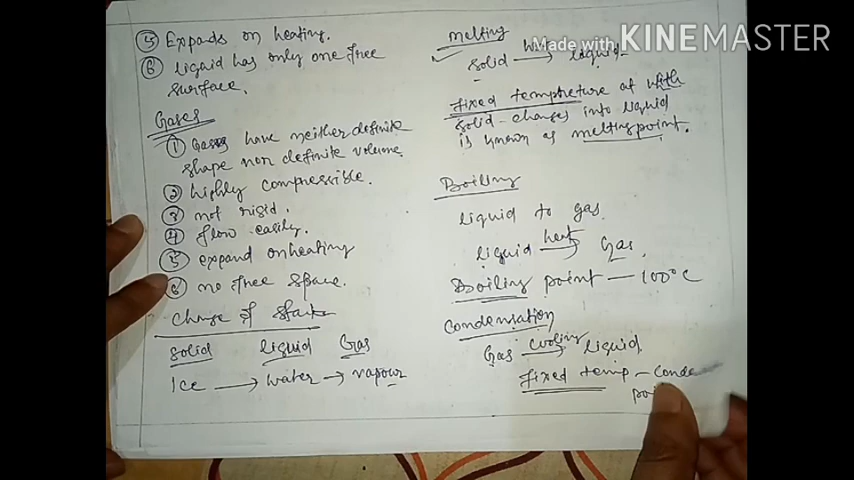 5 Expands on heating.
6 liquid has only one free
surface.
Gases
1 Gases have neither definite
shape nor definite volume.
2 highly compressible.
3 not rigid.
4 flow easily.
5 expand on heating
6 no free space.
Change of State
solid liquid Gas
Ice → water → vapour
Melting
solid → liquid
fixed tempreture at with
solid changes into liquid
is known as melting point.
Boiling
liquid to gas.
liquid heat → Gas.
Boiling point — 100°C
Condensation
Gas cooling → liquid.
fixed temp — conde
Made with KINEMASTER